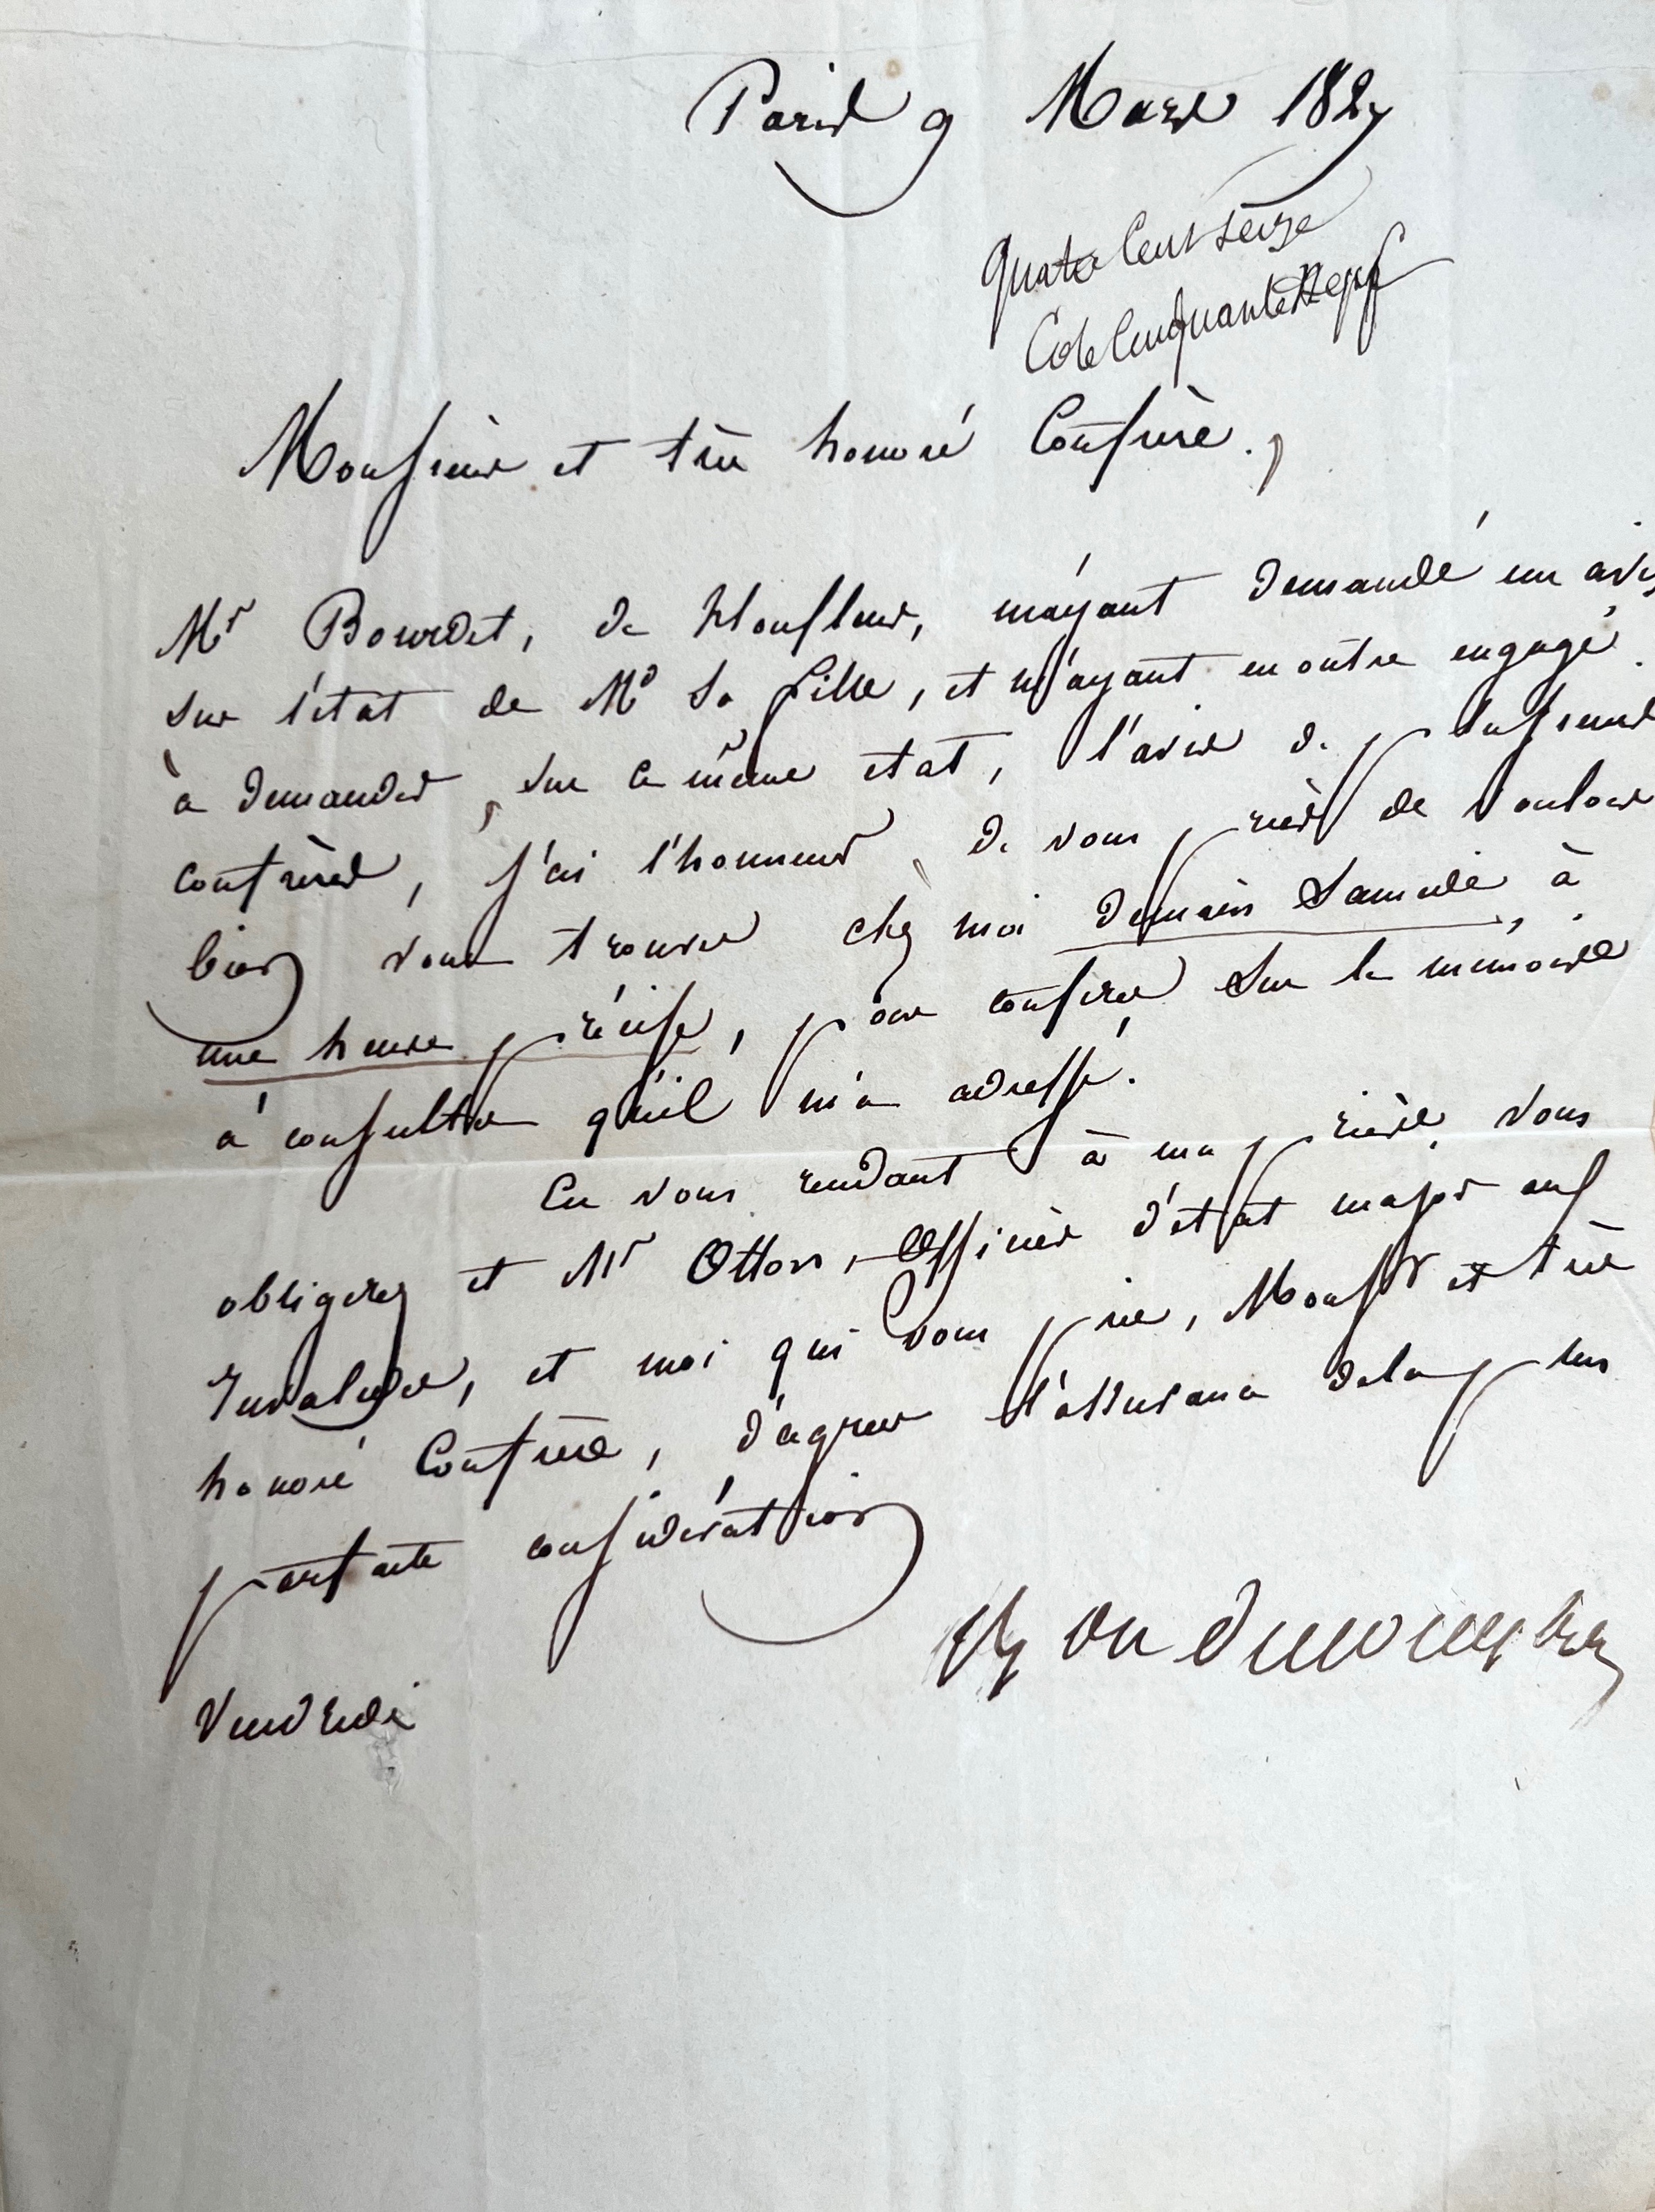 Paris 9 Mars 1827
quatre cent seize
Cote Cinquante sept
Monsieur et très honoré Confrère,
Mr Bourdet, de Honfleur, m'ayant demandé un avis
sur l'état de Me sa fille, et m'ayant en outre engagé
à demander, sur ce même état, l'avis de plusieurs
confrères, j'ai l'honneur, de vous prier de vouloir
bien vous trouver chez moi demain samedi, à
une heure précise, pour conférer sur le mémoire
à consulter qu'il m'a adressé.
En vous rendant à ma prière, vous
obligerez et Mr Otton, officier d'état major aux
Invalides, et moi qui vous prie, Monsr et très
honoré Confrère, d'agréer l'assurance de la plus
parfaite considération
Vendredi